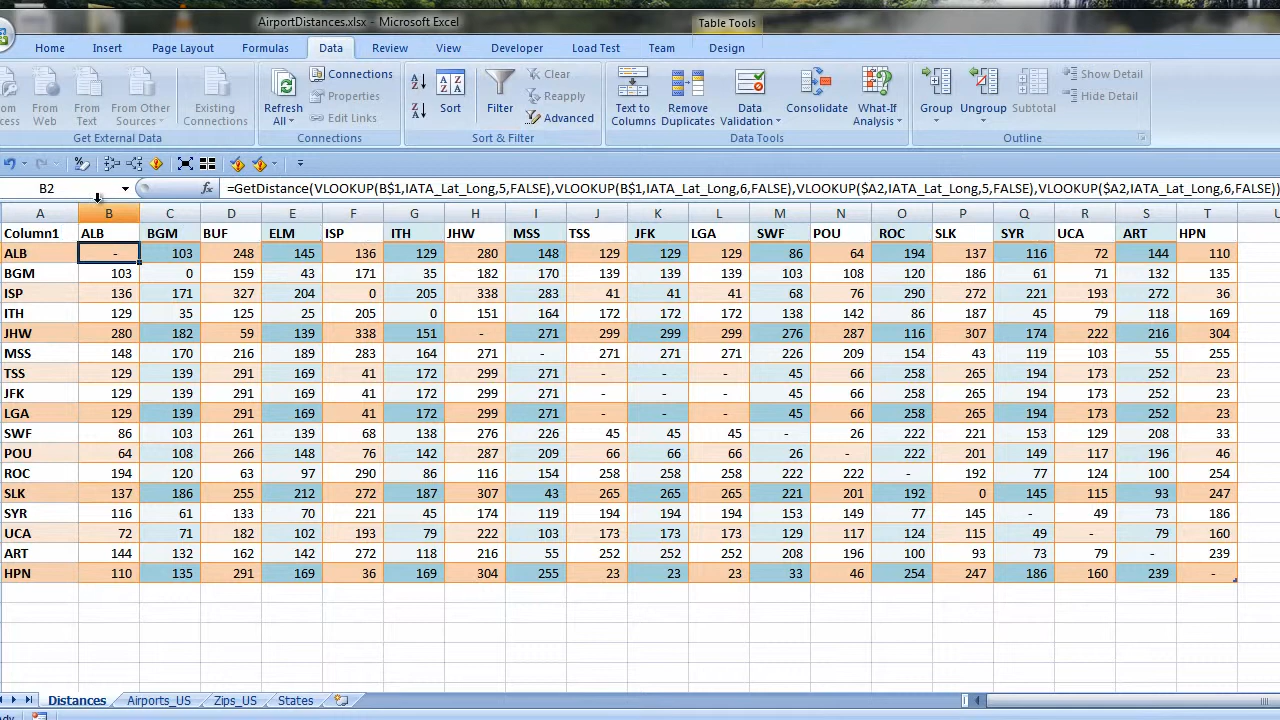 AirportDistances.xlsx - Microsoft Excel
Table Tools
Home Insert Page Layout Formulas Data Review View Developer Load Test Team Design
From Web
From Text
From Other Sources
Existing Connections
Get External Data
Refresh All
Connections
Properties
Edit Links
Connections
Sort
Filter
Clear
Reapply
Advanced
Sort & Filter
Text to Columns
Remove Duplicates
Data Validation
Consolidate
What-If Analysis
Data Tools
Group
Ungroup
Subtotal
Show Detail
Hide Detail
Outline
B2 fx =GetDistance(VLOOKUP(B$1,IATA_Lat_Long,5,FALSE),VLOOKUP(B$1,IATA_Lat_Long,6,FALSE),VLOOKUP($A2,IATA_Lat_Long,5,FALSE),VLOOKUP($A2,IATA_Lat_Long,6,FALSE))
A B C D E F G H I J K L M N O P Q R S T
Column1 ALB BGM BUF ELM ISP ITH JHW MSS TSS JFK LGA SWF POU ROC SLK SYR UCA ART HPN
ALB - 103 248 145 136 129 280 148 129 129 129 86 64 194 137 116 72 144 110
BGM 103 0 159 43 171 35 182 170 139 139 139 103 108 120 186 61 71 132 135
ISP 136 171 327 204 0 205 338 283 41 41 41 68 76 290 272 221 193 272 36
ITH 129 35 125 25 205 0 151 164 172 172 172 138 142 86 187 45 79 118 169
JHW 280 182 59 139 338 151 - 271 299 299 299 276 287 116 307 174 222 216 304
MSS 148 170 216 189 283 164 271 - 271 271 271 226 209 154 43 119 103 55 255
TSS 129 139 291 169 41 172 299 271 - - - 45 66 258 265 194 173 252 23
JFK 129 139 291 169 41 172 299 271 - - - 45 66 258 265 194 173 252 23
LGA 129 139 291 169 41 172 299 271 - - - 45 66 258 265 194 173 252 23
SWF 86 103 261 139 68 138 276 226 45 45 45 - 26 222 221 153 129 208 33
POU 64 108 266 148 76 142 287 209 66 66 66 26 - 222 201 149 117 196 46
ROC 194 120 63 97 290 86 116 154 258 258 258 222 222 - 192 77 124 100 254
SLK 137 186 255 212 272 187 307 43 265 265 265 221 201 192 0 145 115 93 247
SYR 116 61 133 70 221 45 174 119 194 194 194 153 149 77 145 - 49 73 186
UCA 72 71 182 102 193 79 222 103 173 173 173 129 117 124 115 49 - 79 160
ART 144 132 162 142 272 118 216 55 252 252 252 208 196 100 93 73 79 - 239
HPN 110 135 291 169 36 169 304 255 23 23 23 33 46 254 247 186 160 239 -
Distances Airports_US Zips_US States